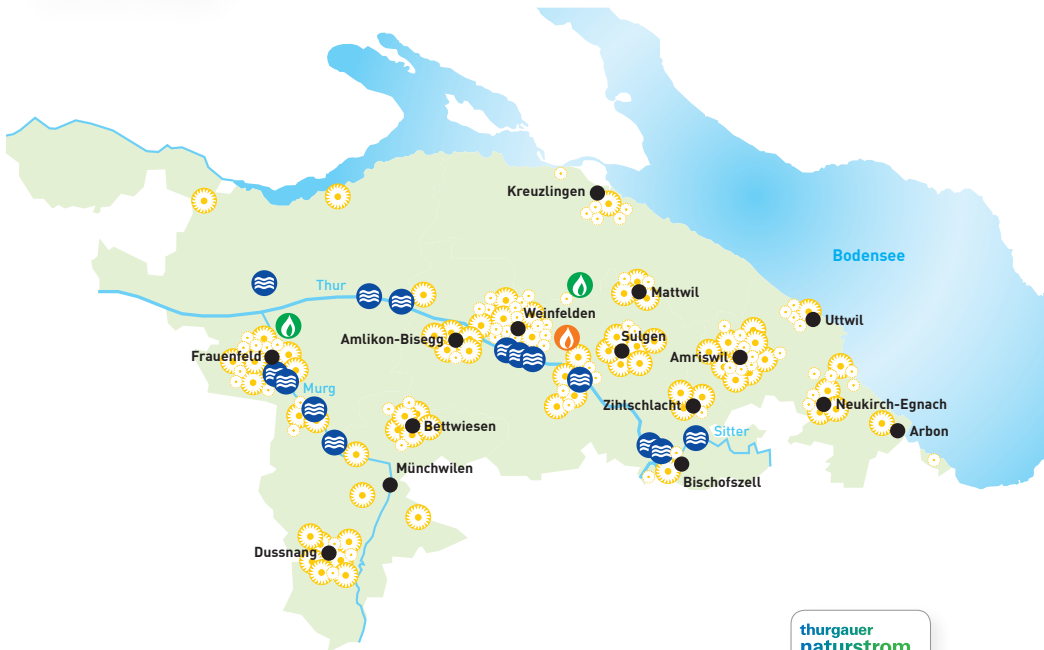 Kreuzlingen
Bodensee
Thur
Mattwil
Weinfelden
Uttwil
Amlikon-Bisegg
Sulgen
Frauenfeld
Amriswil
Murg
Zihlschlacht
Neukirch-Egnach
Bettwiesen
Sitter
Arbon
Münchwilen
Bischofszell
Dussnang
thurgauer
naturstrom